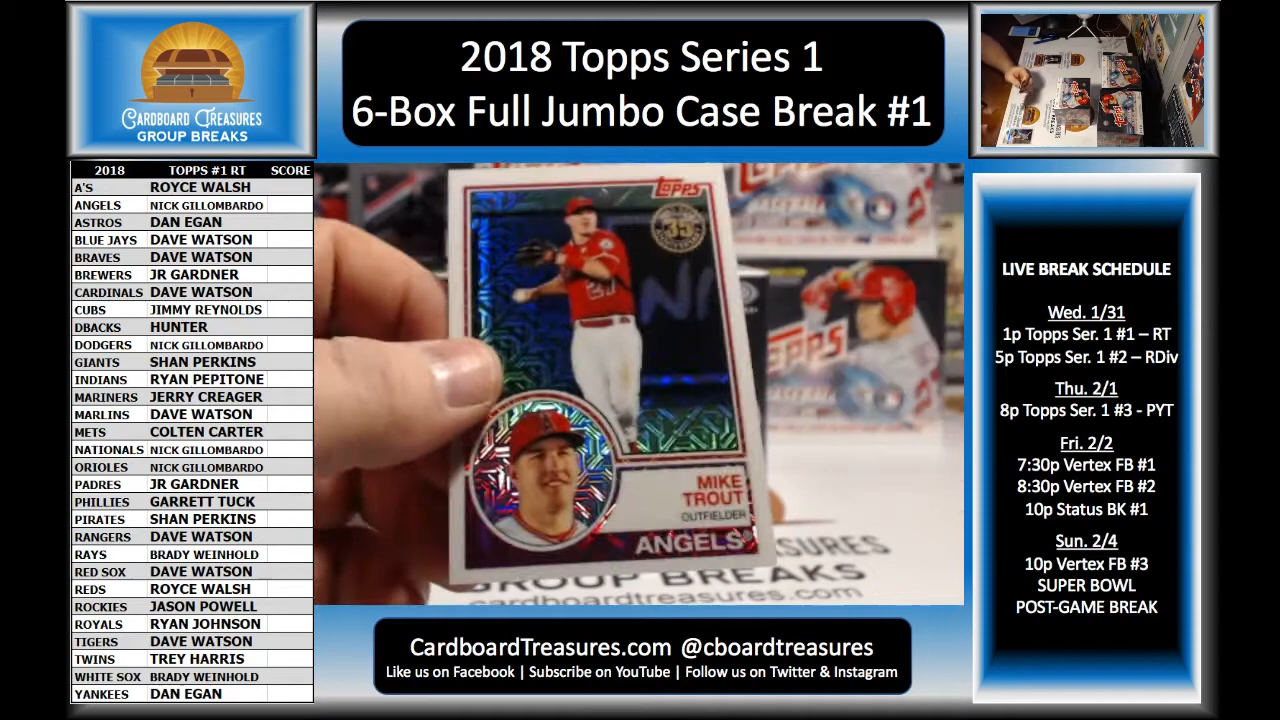 CARDBOARD TREASURES
GROUP BREAKS
2018 Topps Series 1
6-Box Full Jumbo Case Break #1
2018 TOPPS #1 RT SCORE
A'S ROYCE WALSH
ANGELS NICK GILLOMBARDO
ASTROS DAN EGAN
BLUE JAYS DAVE WATSON
BRAVES DAVE WATSON
BREWERS JR GARDNER
CARDINALS DAVE WATSON
CUBS JIMMY REYNOLDS
DBACKS HUNTER
DODGERS NICK GILLOMBARDO
GIANTS SHAN PERKINS
INDIANS RYAN PEPITONE
MARINERS JERRY CREAGER
MARLINS DAVE WATSON
METS COLTEN CARTER
NATIONALS NICK GILLOMBARDO
ORIOLES NICK GILLOMBARDO
PADRES JR GARDNER
PHILLIES GARRETT TUCK
PIRATES SHAN PERKINS
RANGERS DAVE WATSON
RAYS BRADY WEINHOLD
RED SOX DAVE WATSON
REDS ROYCE WALSH
ROCKIES JASON POWELL
ROYALS RYAN JOHNSON
TIGERS DAVE WATSON
TWINS TREY HARRIS
WHITE SOX BRADY WEINHOLD
YANKEES DAN EGAN
TOPPS
35
27
MIKE
TROUT
OUTFIELDER
ANGELS
TOPPS
GROUP BREAKS
cardboardtreasures.com
LIVE BREAK SCHEDULE
Wed. 1/31
1p Topps Ser. 1 #1 – RT
5p Topps Ser. 1 #2 – RDiv
Thu. 2/1
8p Topps Ser. 1 #3 - PYT
Fri. 2/2
7:30p Vertex FB #1
8:30p Vertex FB #2
10p Status BK #1
Sun. 2/4
10p Vertex FB #3
SUPER BOWL
POST-GAME BREAK
CardboardTreasures.com @cboardtreasures
Like us on Facebook | Subscribe on YouTube | Follow us on Twitter & Instagram